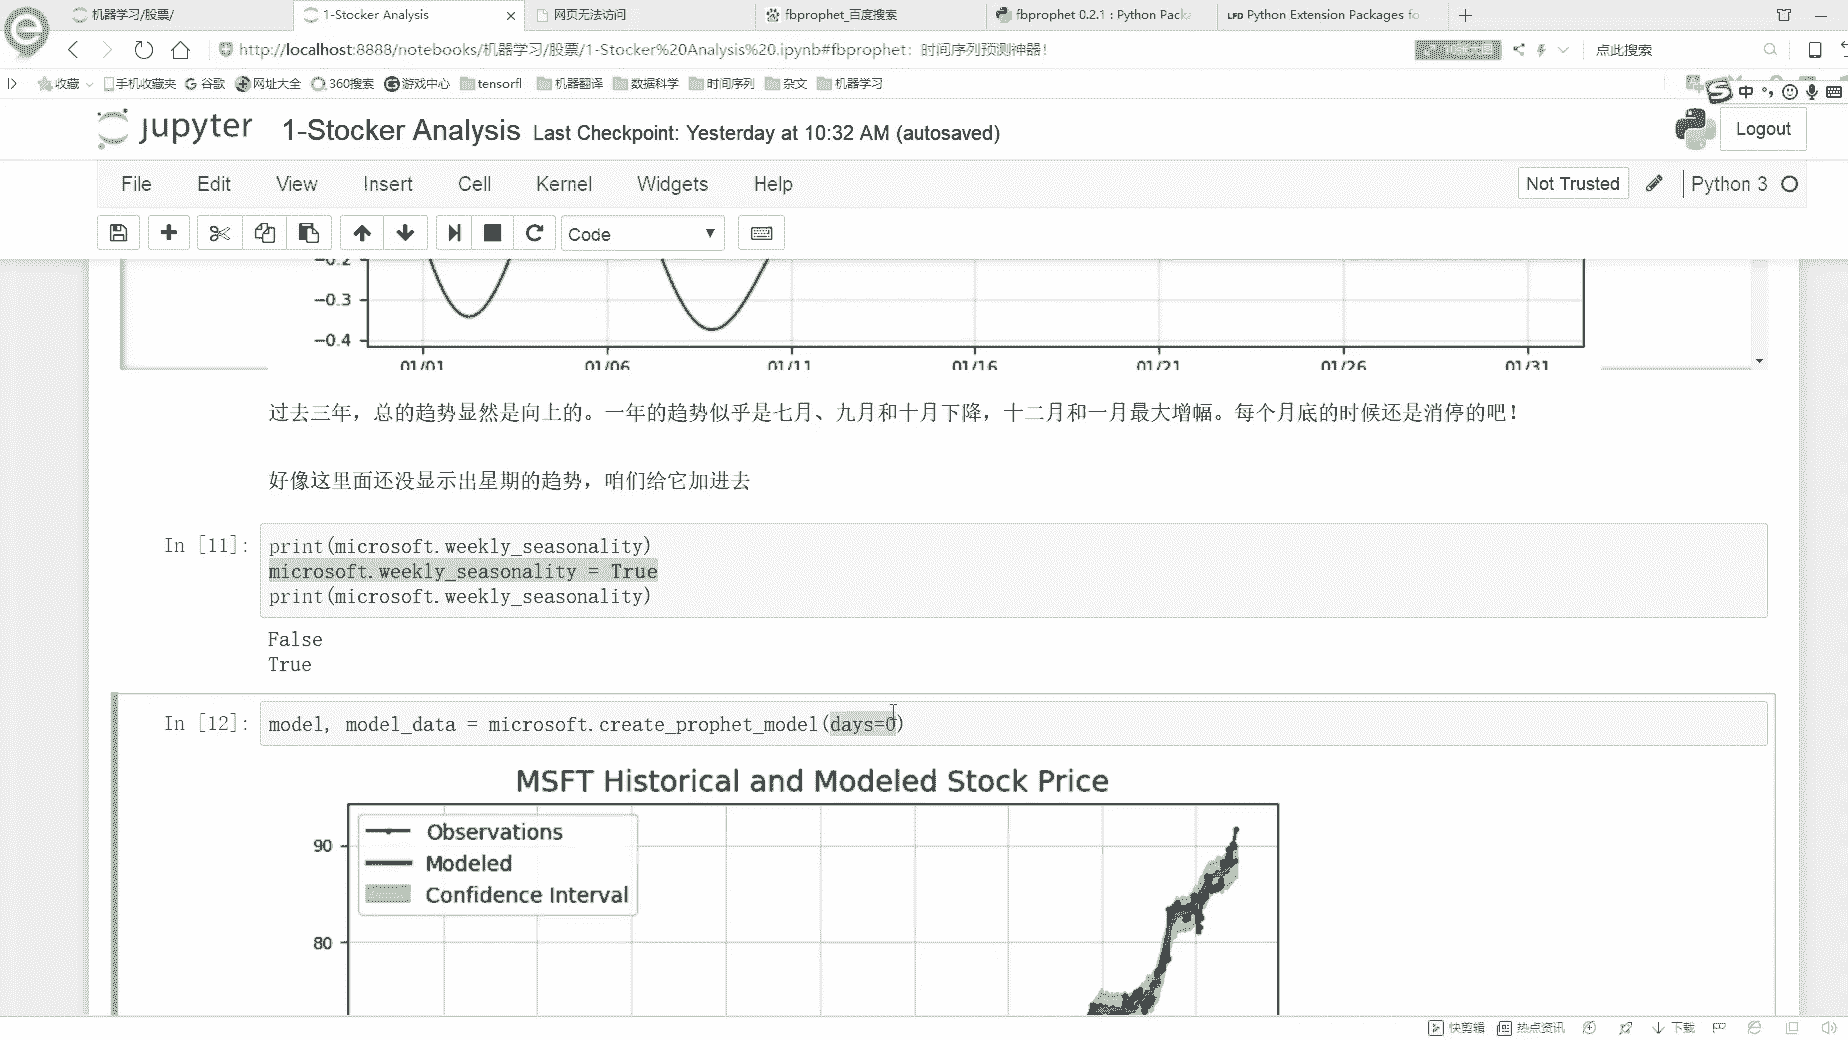 机器学习/股票/
1-Stocker Analysis
网页无法访问
fbprophet_百度搜索
fbprophet 0.2.1 : Python Packa
LFD Python Extension Packages fo
http://localhost:8888/notebooks/机器学习/股票/1-Stocker%20Analysis%20.ipynb#fbprophet：时间序列预测神器！
点此搜索
收藏 手机收藏夹 谷歌 网址大全 360搜索 游戏中心 tensorfl 机器翻译 数据科学 时间序列 杂文 机器学习
中
jupyter 1-Stocker Analysis Last Checkpoint: Yesterday at 10:32 AM (autosaved)
Logout
File Edit View Insert Cell Kernel Widgets Help
Not Trusted
Python 3
Code
−0.2
−0.3
−0.4
01/01 01/06 01/11 01/16 01/21 01/26 01/31
过去三年，总的趋势显然是向上的。一年的趋势似乎是七月、九月和十月下降，十二月和一月最大增幅。每个月底的时候还是消停的吧！
好像这里面还没显示出星期的趋势，咱们给它加进去
In [11]:
print(microsoft.weekly_seasonality)
microsoft.weekly_seasonality = True
print(microsoft.weekly_seasonality)
False
True
In [12]:
model, model_data = microsoft.create_prophet_model(days=0)
MSFT Historical and Modeled Stock Price
Observations
Modeled
Confidence Interval
90
80
快剪辑 热点资讯 下载